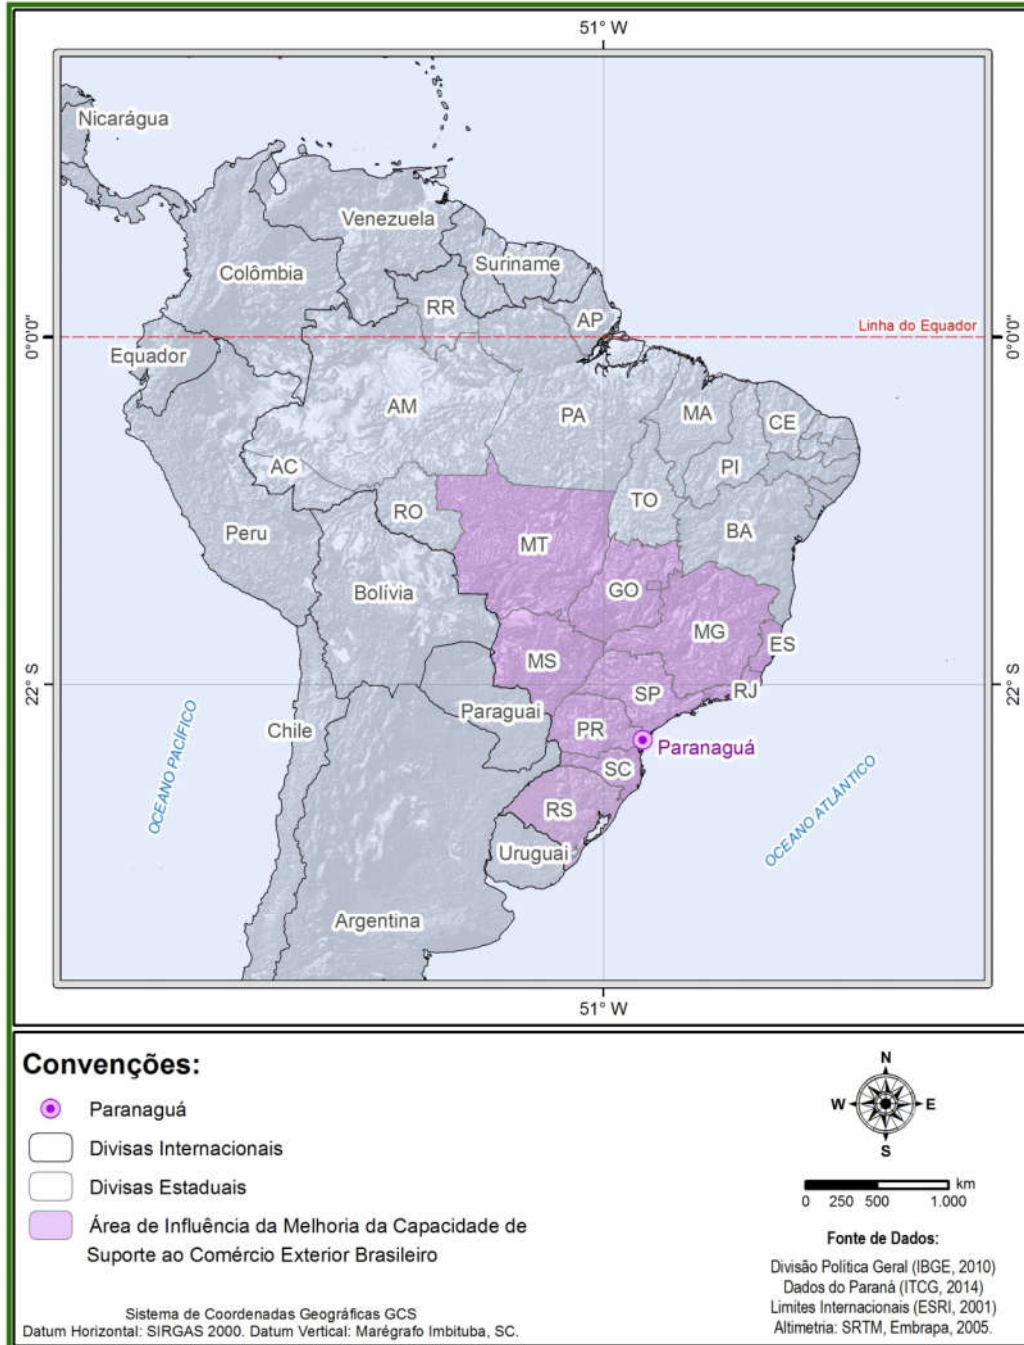 51° W
Nicarágua
Venezuela
Suriname
Colômbia
RR
AP
Linha do Equador
0°0'0"
0°0'0"
Equador
AM
PA
MA
CE
AC
PI
TO
RO
BA
Peru
MT
Bolívia
GO
MG
ES
MS
22° S
22° S
SP
RJ
Paraguai
PR
Chile
Paranaguá
SC
OCEANO PACÍFICO
RS
OCEANO ATLÂNTICO
Uruguai
Argentina
51° W
Convenções:
Paranaguá
Divisas Internacionais
Divisas Estaduais
Área de Influência da Melhoria da Capacidade de
Suporte ao Comércio Exterior Brasileiro
Sistema de Coordenadas Geográficas GCS
Datum Horizontal: SIRGAS 2000. Datum Vertical: Marégrafo Imbituba, SC.
N
W
E
S
km
0 250 500 1.000
Fonte de Dados:
Divisão Política Geral (IBGE, 2010)
Dados do Paraná (ITCG, 2014)
Limites Internacionais (ESRI, 2001)
Altimetria: SRTM, Embrapa, 2005.